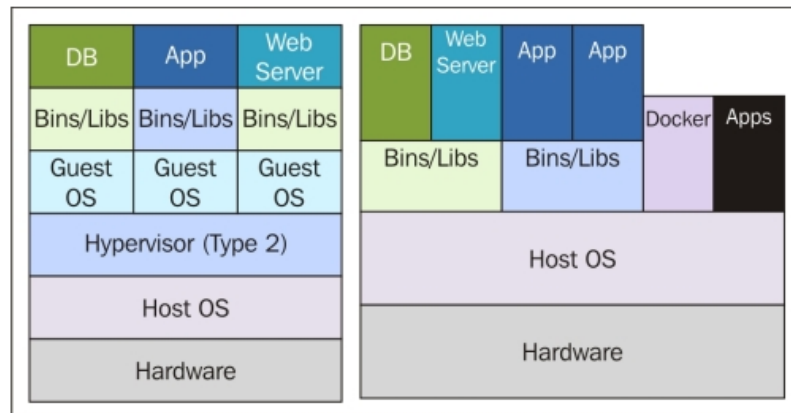 DB
App
Web
Server
Bins/Libs
Bins/Libs
Bins/Libs
Guest
OS
Guest
OS
Guest
OS
Hypervisor (Type 2)
Host OS
Hardware
DB
Web
Server
App
App
Docker
Apps
Bins/Libs
Bins/Libs
Host OS
Hardware